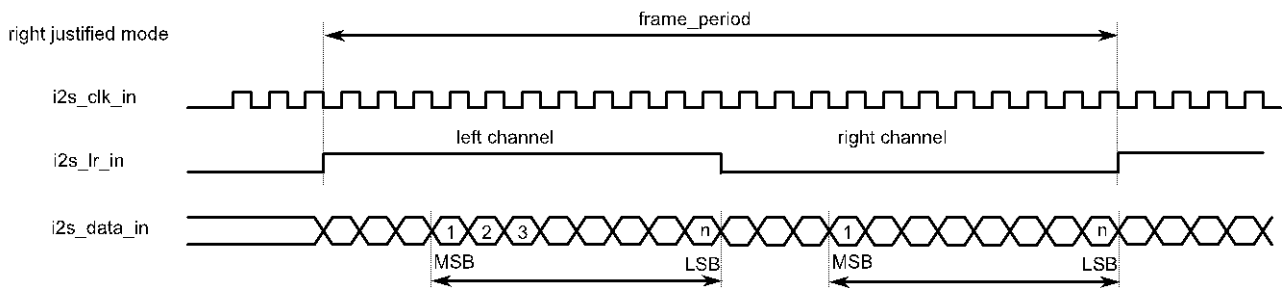 frame_period
right justified mode
i2s_clk_in
left channel right channel
i2s_lr_in
i2s_data_in 1 2 3 n 1 n
MSB LSB MSB LSB